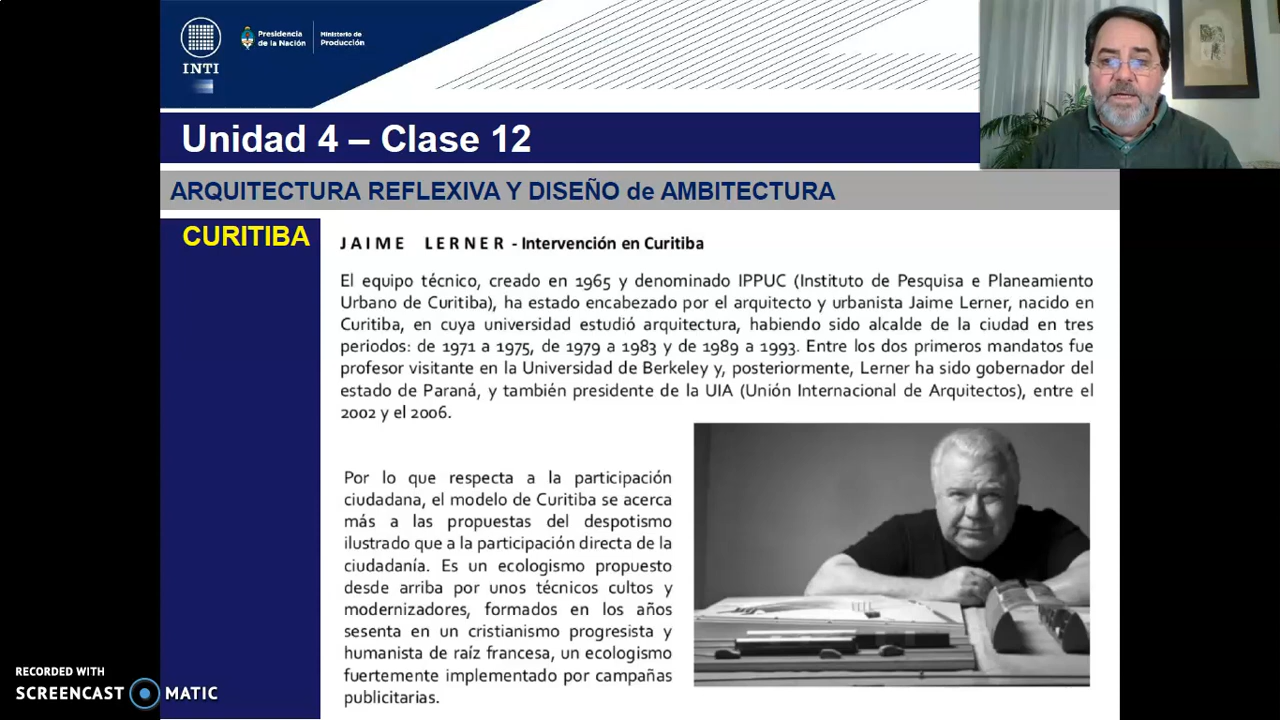 INTI
Presidencia
de la Nación
Ministerio de
Producción
Unidad 4 – Clase 12
ARQUITECTURA REFLEXIVA Y DISEÑO de AMBITECTURA
CURITIBA
JAIME LERNER - Intervención en Curitiba
El equipo técnico, creado en 1965 y denominado IPPUC (Instituto de Pesquisa e Planeamiento
Urbano de Curitiba), ha estado encabezado por el arquitecto y urbanista Jaime Lerner, nacido en
Curitiba, en cuya universidad estudió arquitectura, habiendo sido alcalde de la ciudad en tres
periodos: de 1971 a 1975, de 1979 a 1983 y de 1989 a 1993. Entre los dos primeros mandatos fue
profesor visitante en la Universidad de Berkeley y, posteriormente, Lerner ha sido gobernador del
estado de Paraná, y también presidente de la UIA (Unión Internacional de Arquitectos), entre el
2002 y el 2006.
Por lo que respecta a la participación
ciudadana, el modelo de Curitiba se acerca
más a las propuestas del despotismo
ilustrado que a la participación directa de la
ciudadanía. Es un ecologismo propuesto
desde arriba por unos técnicos cultos y
modernizadores, formados en los años
sesenta en un cristianismo progresista y
humanista de raíz francesa, un ecologismo
fuertemente implementado por campañas
publicitarias.
RECORDED WITH
SCREENCAST MATIC